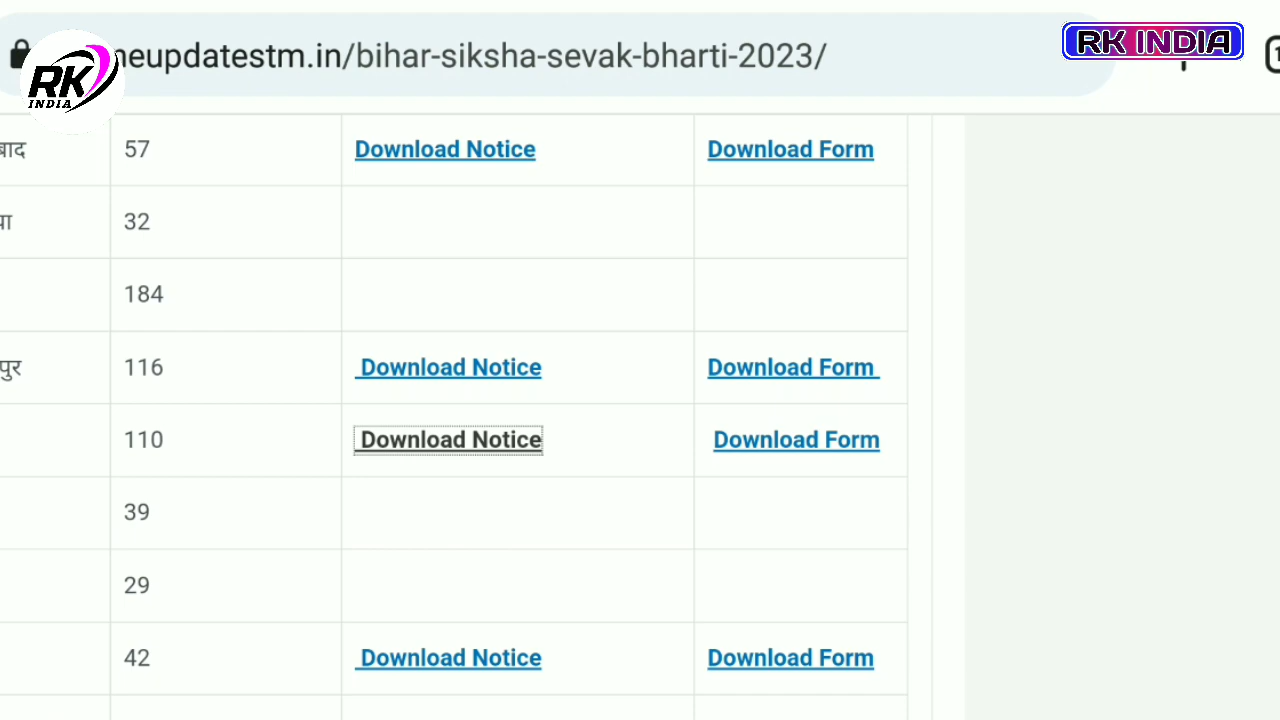 RK
INDIA
neupdatestm.in/bihar-siksha-sevak-bharti-2023/
RK INDIA
57 Download Notice Download Form
32
184
116 Download Notice Download Form
110 Download Notice Download Form
39
29
42 Download Notice Download Form